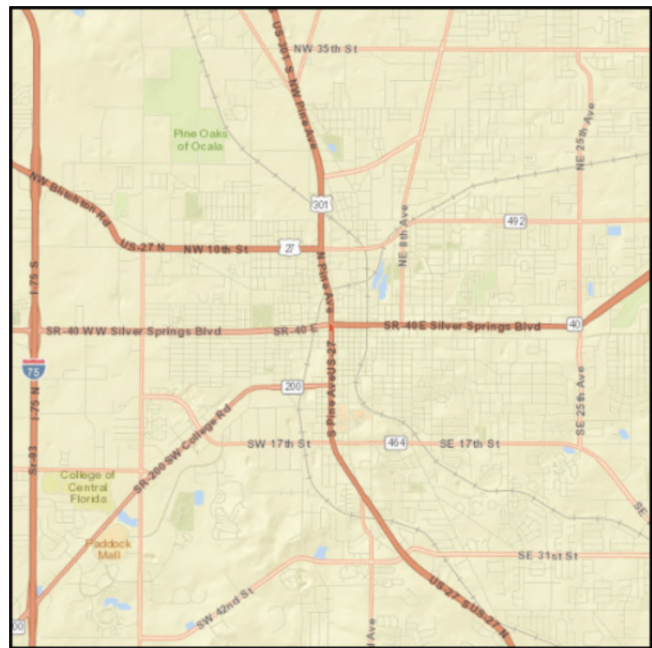 US 301 S
NW 35th St
NW Pine Ave
Pine Oaks
of Ocala
NE 25th Ave
NW Blitchton Rd
301
492
NE 8th Ave
US-27 N
NW 10th St
27
I-75 S
N Pine Ave
SR-40 W
W Silver Springs Blvd
SR-40 E
SR 40
E Silver Springs Blvd
40
75
US-27
200
I-75 N
S Pine Ave
SE 25th Ave
SW College Rd
SW 17th St
464
SE 17th St
Sr-93
SR-200
College of
Central
Florida
SE
Paddock
Mall
SE 31st St
SW 42nd St
US-27 S
US-27 N
00
d Ave